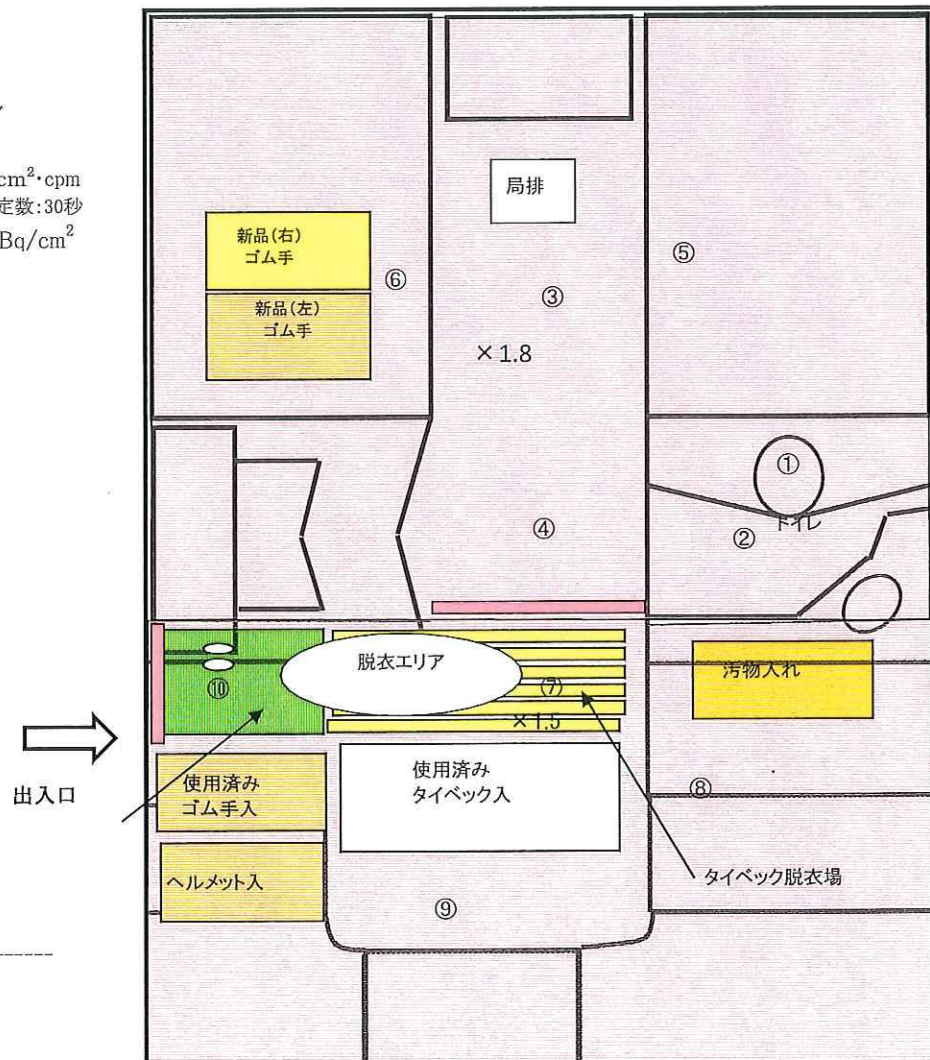 cm²・cpm
定数:30秒
Bq/cm²
局排
新品(右)
ゴム手
新品(左)
ゴム手
⑥
③
⑤
×1.8
①
トイレ
④
②
脱衣エリア
⑦
×1.5
⑩
汚物入れ
出入口
使用済み
ゴム手入
使用済み
タイベック入
⑧
ヘルメット入
タイベック脱衣場
⑨